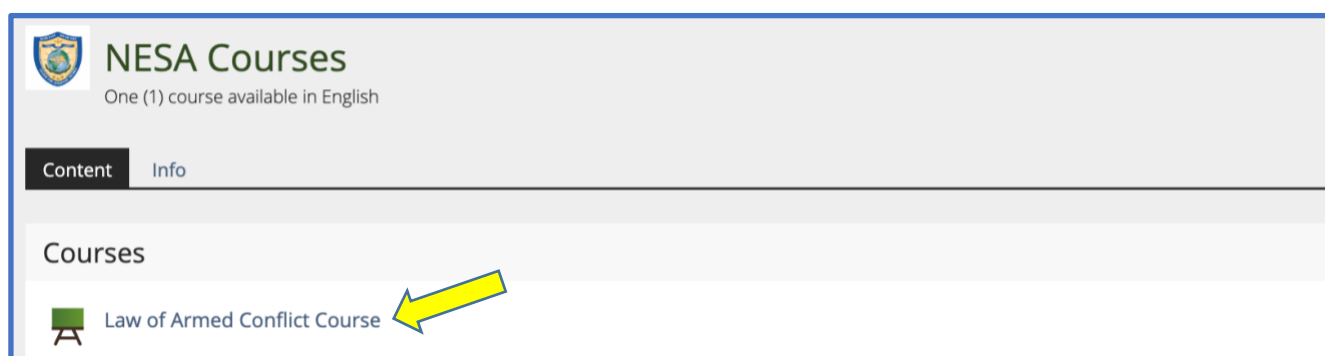 NESA Courses
One (1) course available in English
Content Info
Courses
Law of Armed Conflict Course